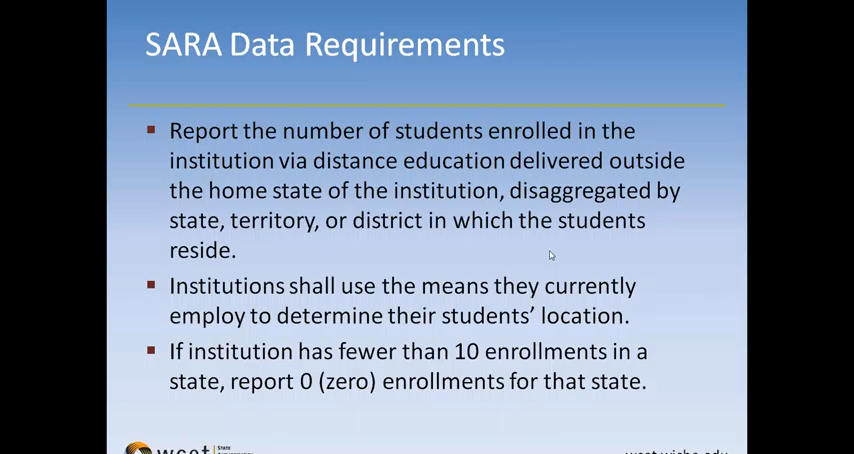 SARA Data Requirements
▪ Report the number of students enrolled in the
institution via distance education delivered outside
the home state of the institution, disaggregated by
state, territory, or district in which the students
reside.
▪ Institutions shall use the means they currently
employ to determine their students’ location.
▪ If institution has fewer than 10 enrollments in a
state, report 0 (zero) enrollments for that state.
wcet State